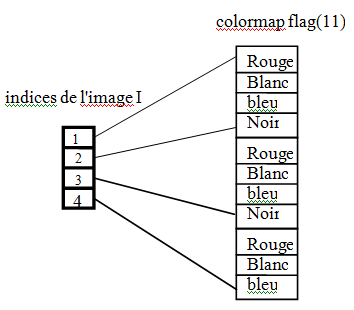 colormap flag(11)
indices de l'image I
1
2
3
4
Rouge
Blanc
bleu
Noir
Rouge
Blanc
bleu
Noir
Rouge
Blanc
bleu